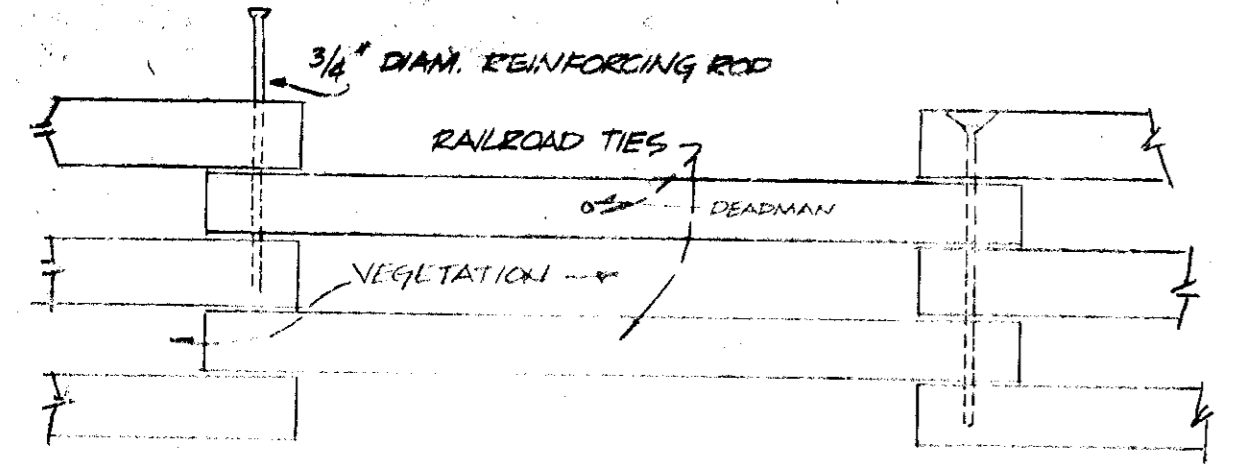 3/4" DIAM. REINFORCING ROD
RAILROAD TIES
DEADMAN
VEGETATION